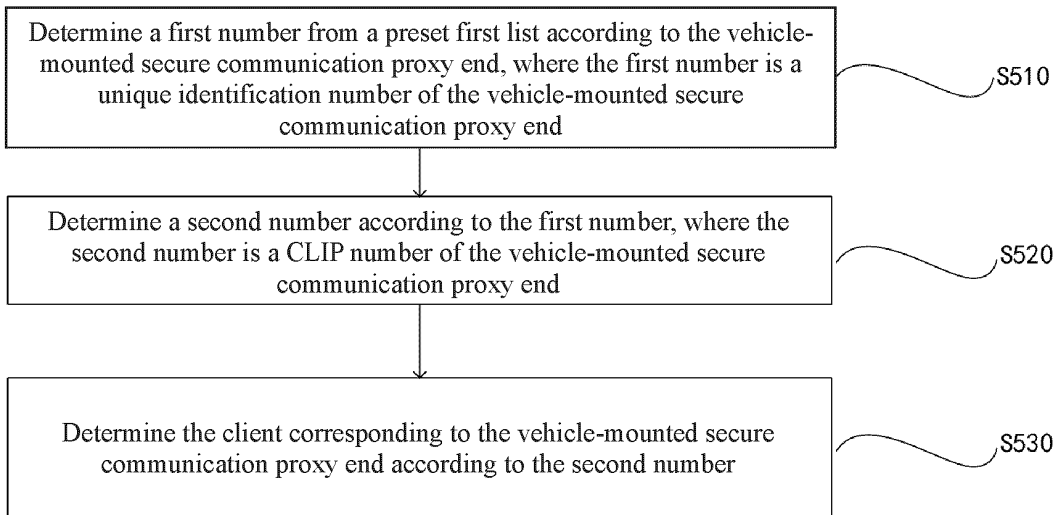 Determine a first number from a preset first list according to the vehicle-
mounted secure communication proxy end, where the first number is a
unique identification number of the vehicle-mounted secure
communication proxy end
S510
Determine a second number according to the first number, where the
second number is a CLIP number of the vehicle-mounted secure
communication proxy end
S520
Determine the client corresponding to the vehicle-mounted secure
communication proxy end according to the second number
S530